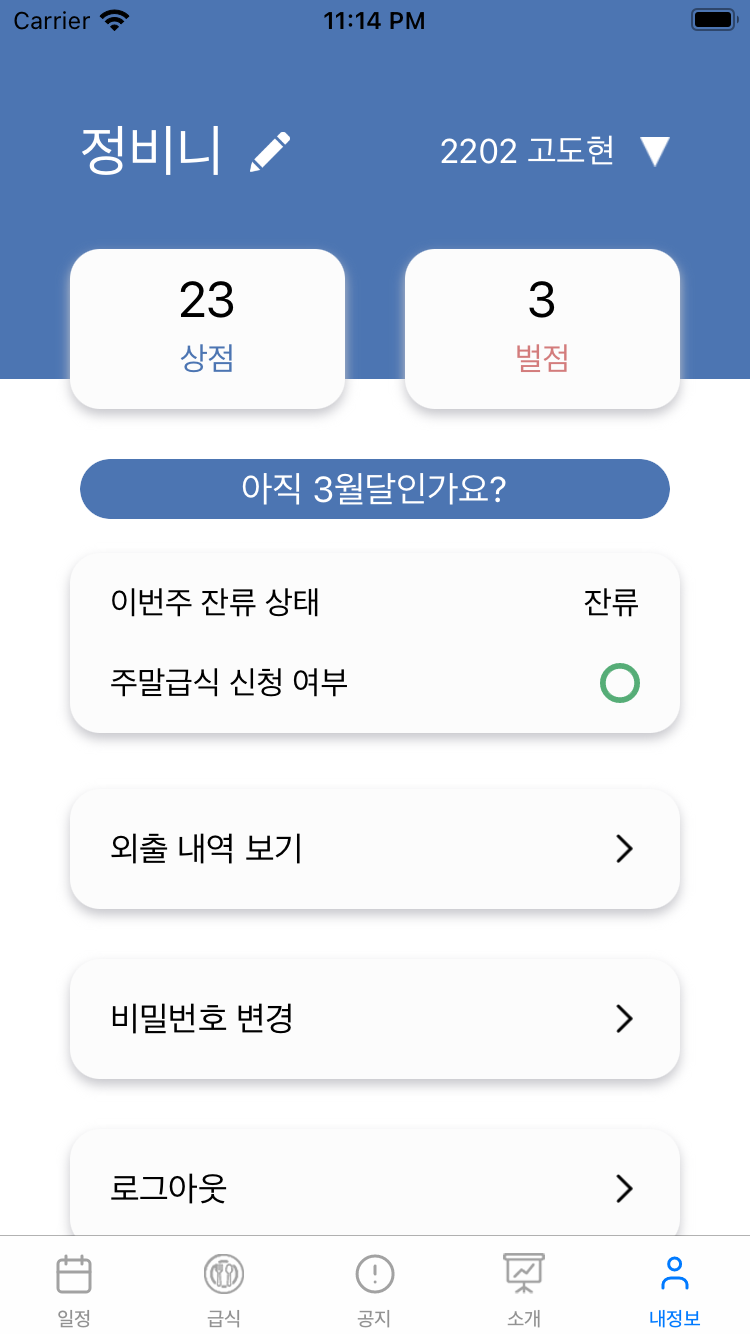 Carrier 11:14 PM
정비니 2202 고도현 ▼
23 3
상점 벌점
아직 3월달인가요?
이번주 잔류 상태 잔류
주말급식 신청 여부
외출 내역 보기
비밀번호 변경
로그아웃
일정 급식 공지 소개 내정보